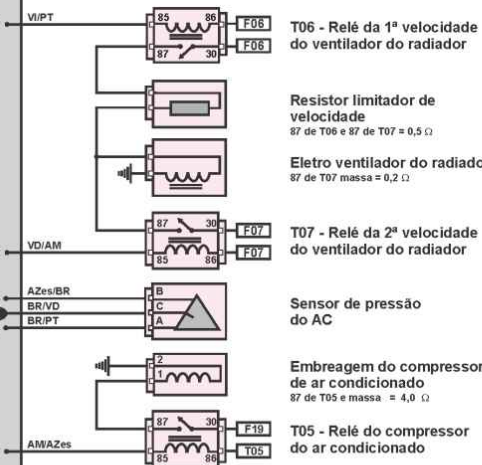 VI/PT
85 86
F06
87 30
F06
T06 - Relé da 1ª velocidade
do ventilador do radiador
Resistor limitador de
velocidade
87 de T06 e 87 de T07 = 0,5 Ω
Eletro ventilador do radiado
87 de T07 massa = 0,2 Ω
87 30
F07
VD/AM
85 86
F07
T07 - Relé da 2ª velocidade
do ventilador do radiador
AZes/BR
B
BR/VD
C
BR/PT
A
Sensor de pressão
do AC
2
1
Embreagem do compressor
de ar condicionado
87 de T05 e massa = 4,0 Ω
87 30
F19
AM/AZes
85 86
T05
T05 - Relé do compressor
do ar condicionado